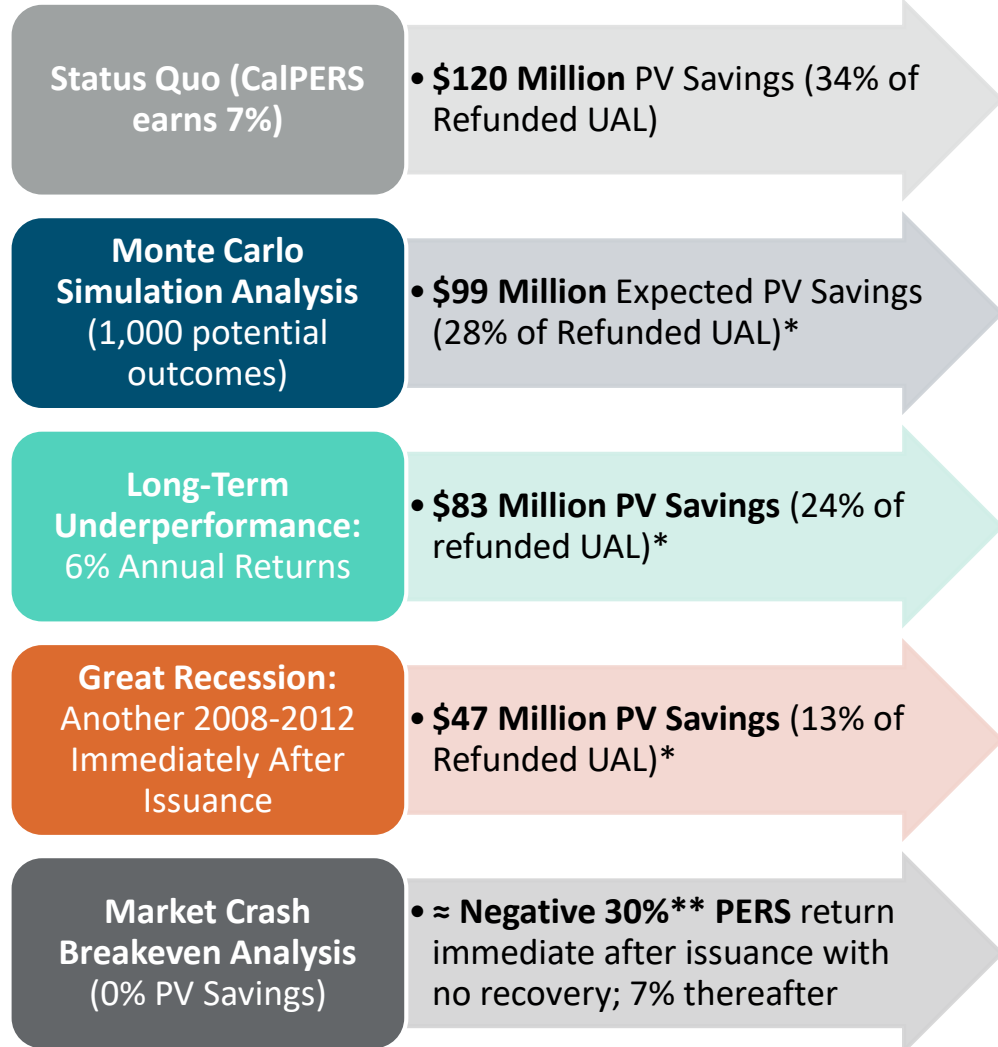 Status Quo (CalPERS
earns 7%)
• $120 Million PV Savings (34% of
Refunded UAL)
Monte Carlo
Simulation Analysis
(1,000 potential
outcomes)
• $99 Million Expected PV Savings
(28% of Refunded UAL)*
Long-Term
Underperformance:
6% Annual Returns
• $83 Million PV Savings (24% of
refunded UAL)*
Great Recession:
Another 2008-2012
Immediately After
Issuance
• $47 Million PV Savings (13% of
Refunded UAL)*
Market Crash
Breakeven Analysis
(0% PV Savings)
• ≈ Negative 30%** PERS return
immediate after issuance with
no recovery; 7% thereafter